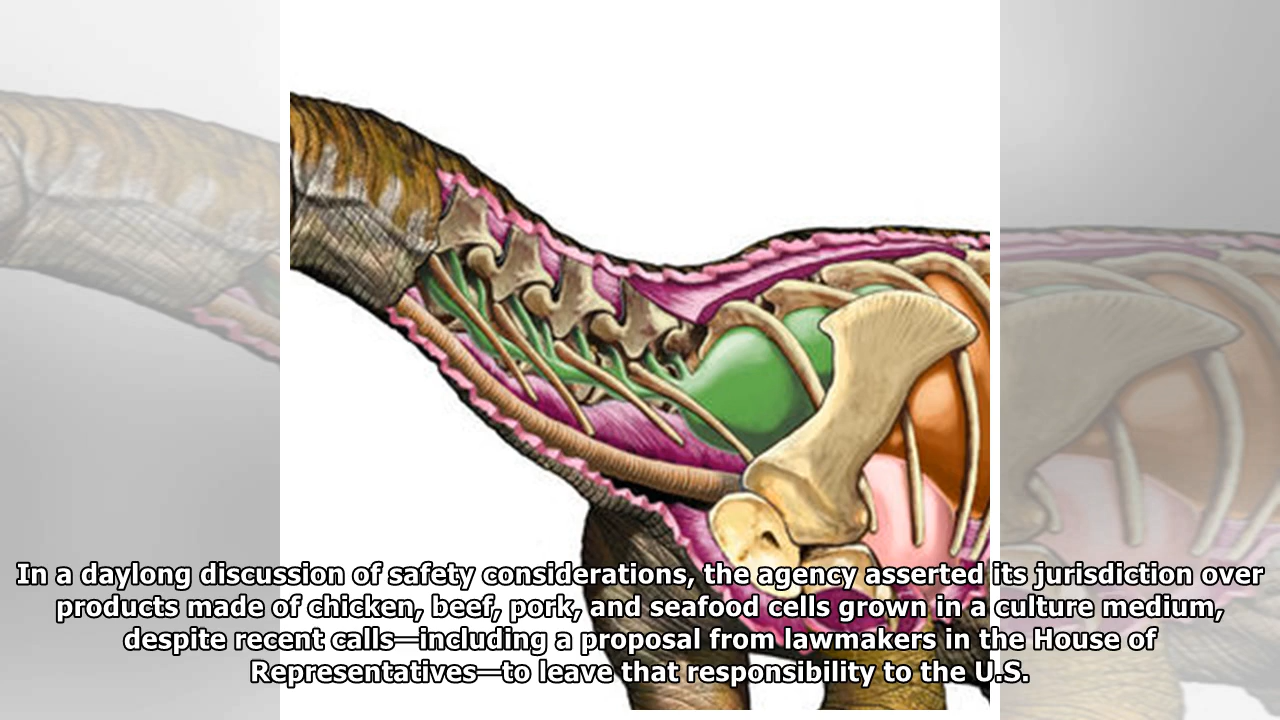 In a daylong discussion of safety considerations, the agency asserted its jurisdiction over
products made of chicken, beef, pork, and seafood cells grown in a culture medium,
despite recent calls—including a proposal from lawmakers in the House of
Representatives—to leave that responsibility to the U.S.